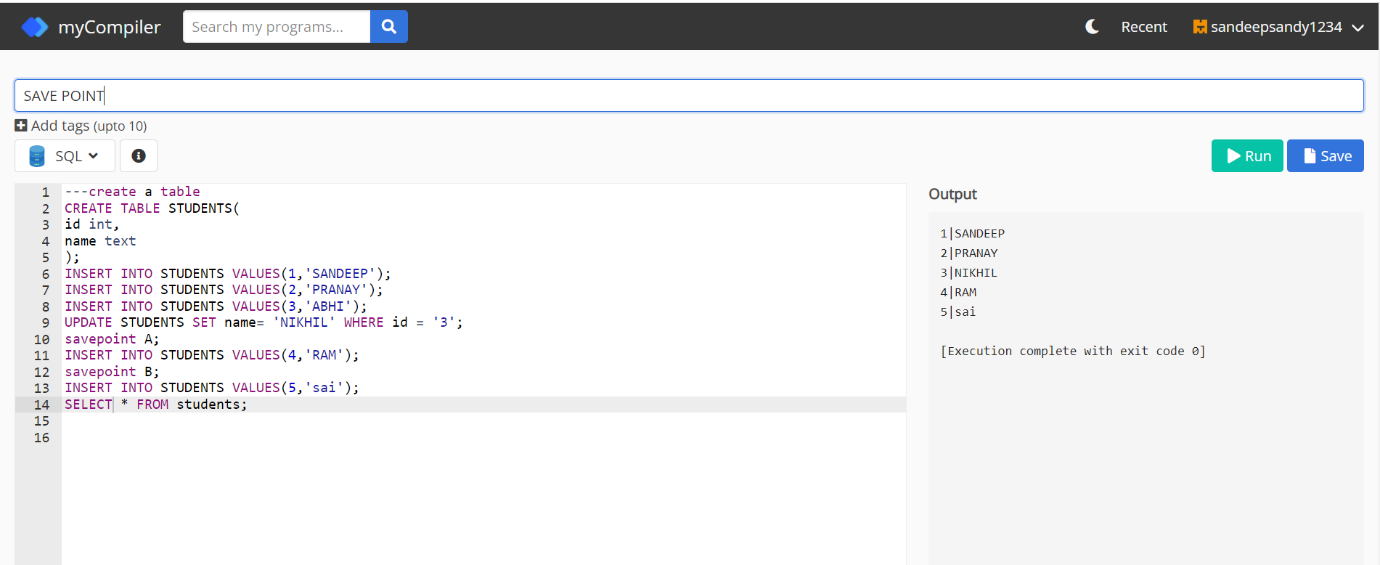 myCompiler Search my programs... Recent sandeepsandy1234
SAVE POINT
Add tags (upto 10)
SQL Run Save
1 ---create a table
2 CREATE TABLE STUDENTS(
3 id int,
4 name text
5 );
6 INSERT INTO STUDENTS VALUES(1,'SANDEEP');
7 INSERT INTO STUDENTS VALUES(2,'PRANAY');
8 INSERT INTO STUDENTS VALUES(3,'ABHI');
9 UPDATE STUDENTS SET name= 'NIKHIL' WHERE id = '3';
10 savepoint A;
11 INSERT INTO STUDENTS VALUES(4,'RAM');
12 savepoint B;
13 INSERT INTO STUDENTS VALUES(5,'sai');
14 SELECT * FROM students;
15
16
Output
1|SANDEEP
2|PRANAY
3|NIKHIL
4|RAM
5|sai
[Execution complete with exit code 0]